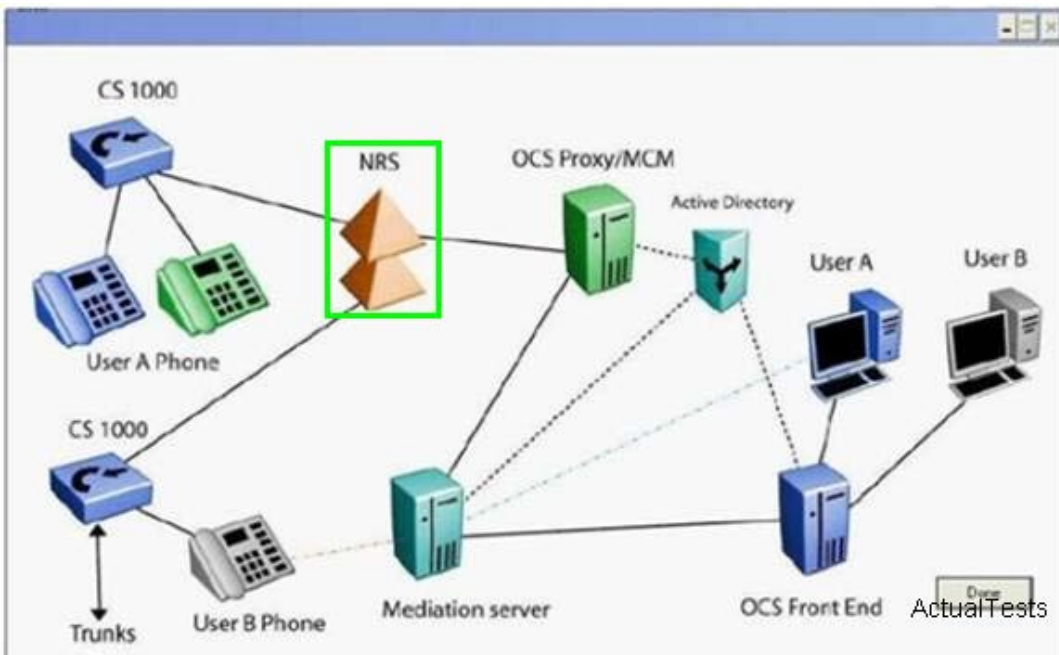 CS 1000
NRS
OCS Proxy/MCM
Active Directory
User A
User B
User A Phone
CS 1000
Mediation server
OCS Front End
Done
ActualTests
User B Phone
Trunks